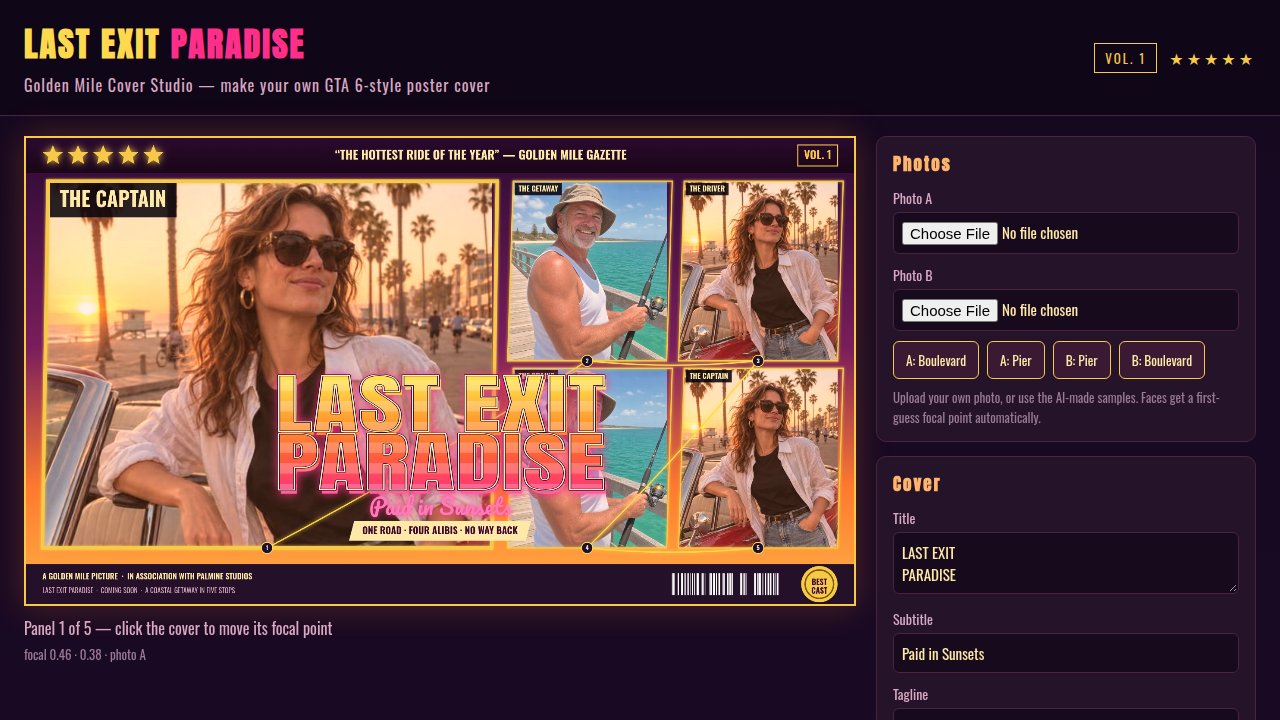 LAST EXIT PARADISE
Golden Mile Cover Studio — make your own GTA 6-style poster cover
VOL. 1
★★★★★
“THE HOTTEST RIDE OF THE YEAR” — GOLDEN MILE GAZETTE
VOL. 1
THE CAPTAIN
THE GETAWAY
THE DRIVER
2
3
THE CAPTAIN
LAST EXIT
PARADISE
Paid in Sunsets
ONE ROAD · FOUR ALIBIS · NO WAY BACK
1
4
5
A GOLDEN MILE PICTURE · IN ASSOCIATION WITH PALMINE STUDIOS
LAST EXIT PARADISE · COMING SOON · A COASTAL GETAWAY IN FIVE STOPS
BEST
CAST
Panel 1 of 5 — click the cover to move its focal point
focal 0.46 · 0.38 · photo A
Photos
Photo A
Choose File No file chosen
Photo B
Choose File No file chosen
A: Boulevard
A: Pier
B: Pier
B: Boulevard
Upload your own photo, or use the AI-made samples. Faces get a first-
guess focal point automatically.
Cover
Title
LAST EXIT
PARADISE
Subtitle
Paid in Sunsets
Tagline